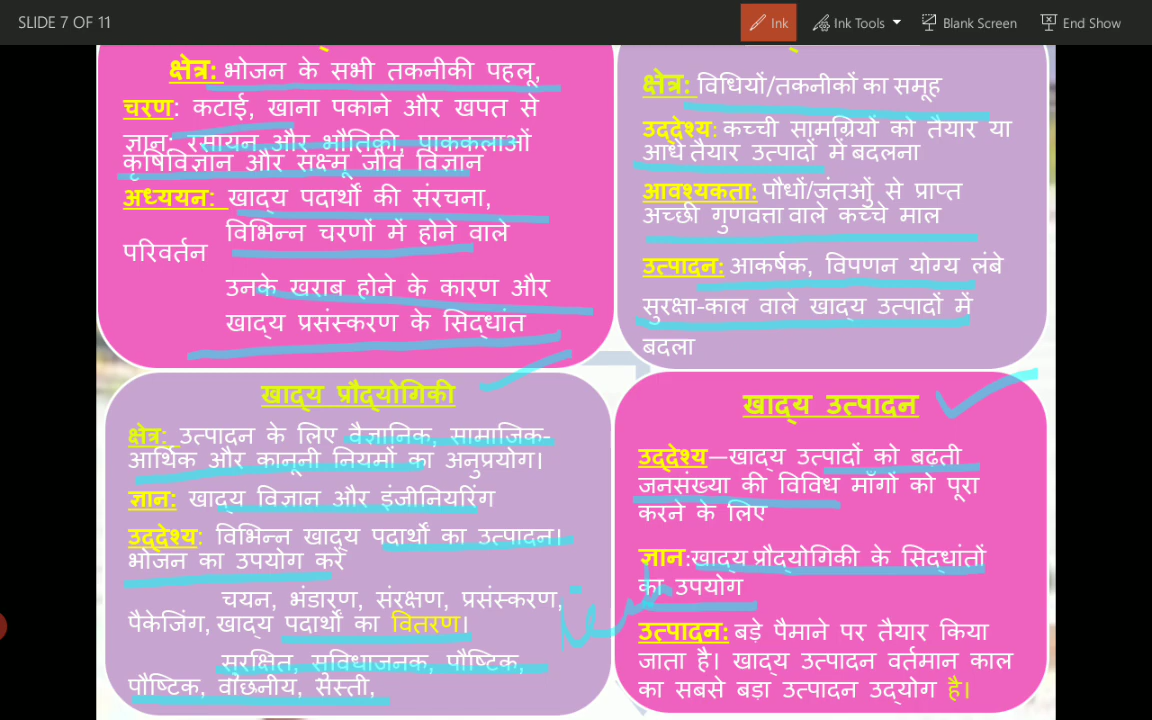 SLIDE 7 OF 11
Ink
Ink Tools
Blank Screen
End Show
क्षेत्र: भोजन के सभी तकनीकी पहलू,
चरण: कटाई, खाना पकाने और खपत से
ज्ञान: रसायन और भौतिकी, पाककलाओं
कृषिविज्ञान और सूक्ष्म जीव विज्ञान
अध्ययन: खाद्य पदार्थों की संरचना,
विभिन्न चरणों में होने वाले
परिवर्तन
उनके खराब होने के कारण और
खाद्य प्रसंस्करण के सिद्धांत
क्षेत्र: विधियों/तकनीकों का समूह
उद्देश्य: कच्ची सामग्रियों को तैयार या
आधे तैयार उत्पादों में बदलना
आवश्यकता: पौधों/जंतओं से प्राप्त
अच्छी गुणवत्ता वाले कच्चे माल
उत्पादन: आकर्षक, विपणन योग्य लंबे
सुरक्षा-काल वाले खाद्य उत्पादों में
बदला
खाद्य प्रौद्योगिकी
क्षेत्र: उत्पादन के लिए वैज्ञानिक, सामाजिक-
आर्थिक और कानूनी नियमों का अनुप्रयोग।
ज्ञान: खाद्य विज्ञान और इंजीनियरिंग
उद्देश्य: विभिन्न खाद्य पदार्थों का उत्पादन।
भोजन का उपयोग करें
चयन, भंडारण, संरक्षण, प्रसंस्करण,
पैकेजिंग, खाद्य पदार्थों का वितरण।
सुरक्षित, सुविधाजनक, पौष्टिक,
पौष्टिक, वांछनीय, सस्ती,
खाद्य उत्पादन
उद्देश्य—खाद्य उत्पादों को बढ़ती
जनसंख्या की विविध माँगों को पूरा
करने के लिए
ज्ञान:खाद्य प्रौद्योगिकी के सिद्धांतों
का उपयोग
उत्पादन: बड़े पैमाने पर तैयार किया
जाता है। खाद्य उत्पादन वर्तमान काल
का सबसे बड़ा उत्पादन उद्योग है।